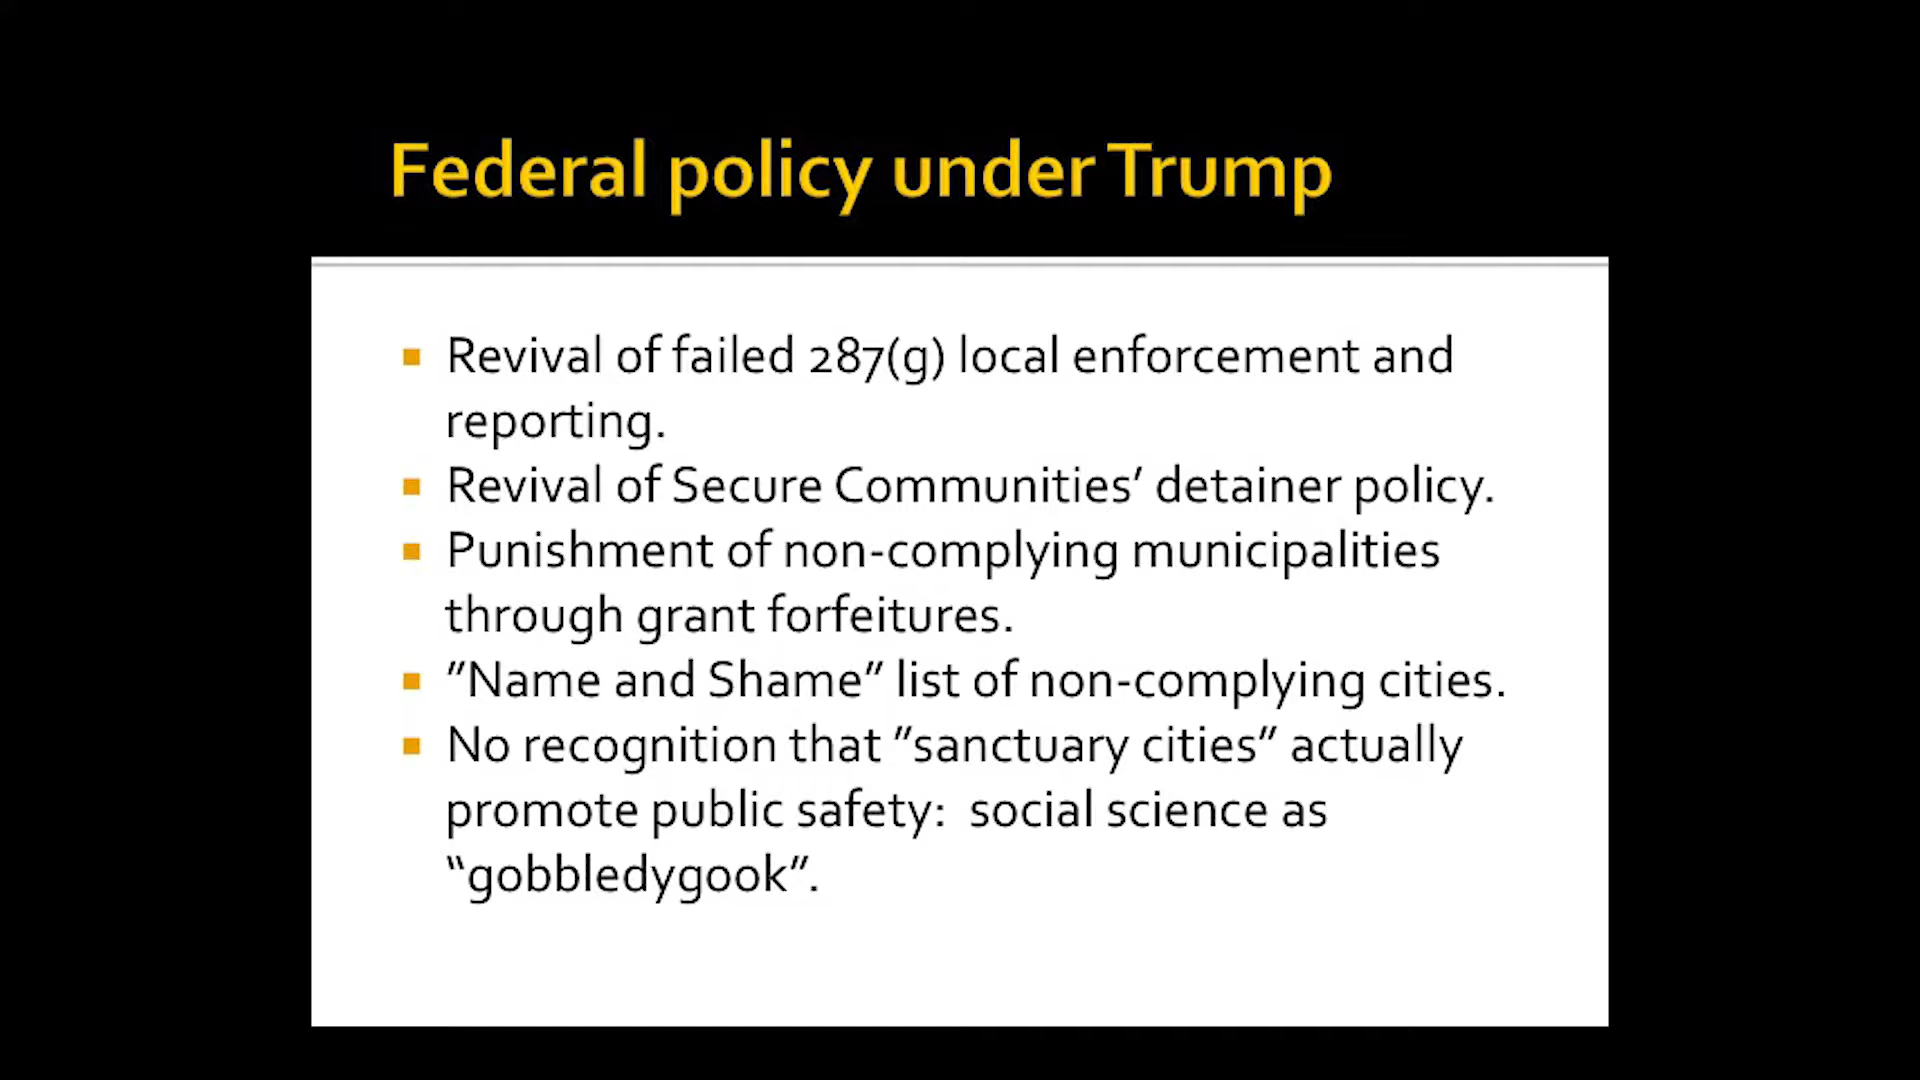 Federal policy under Trump
Revival of failed 287(g) local enforcement and
reporting.
Revival of Secure Communities’ detainer policy.
Punishment of non-complying municipalities
through grant forfeitures.
”Name and Shame” list of non-complying cities.
No recognition that ”sanctuary cities” actually
promote public safety:  social science as
“gobbledygook”.